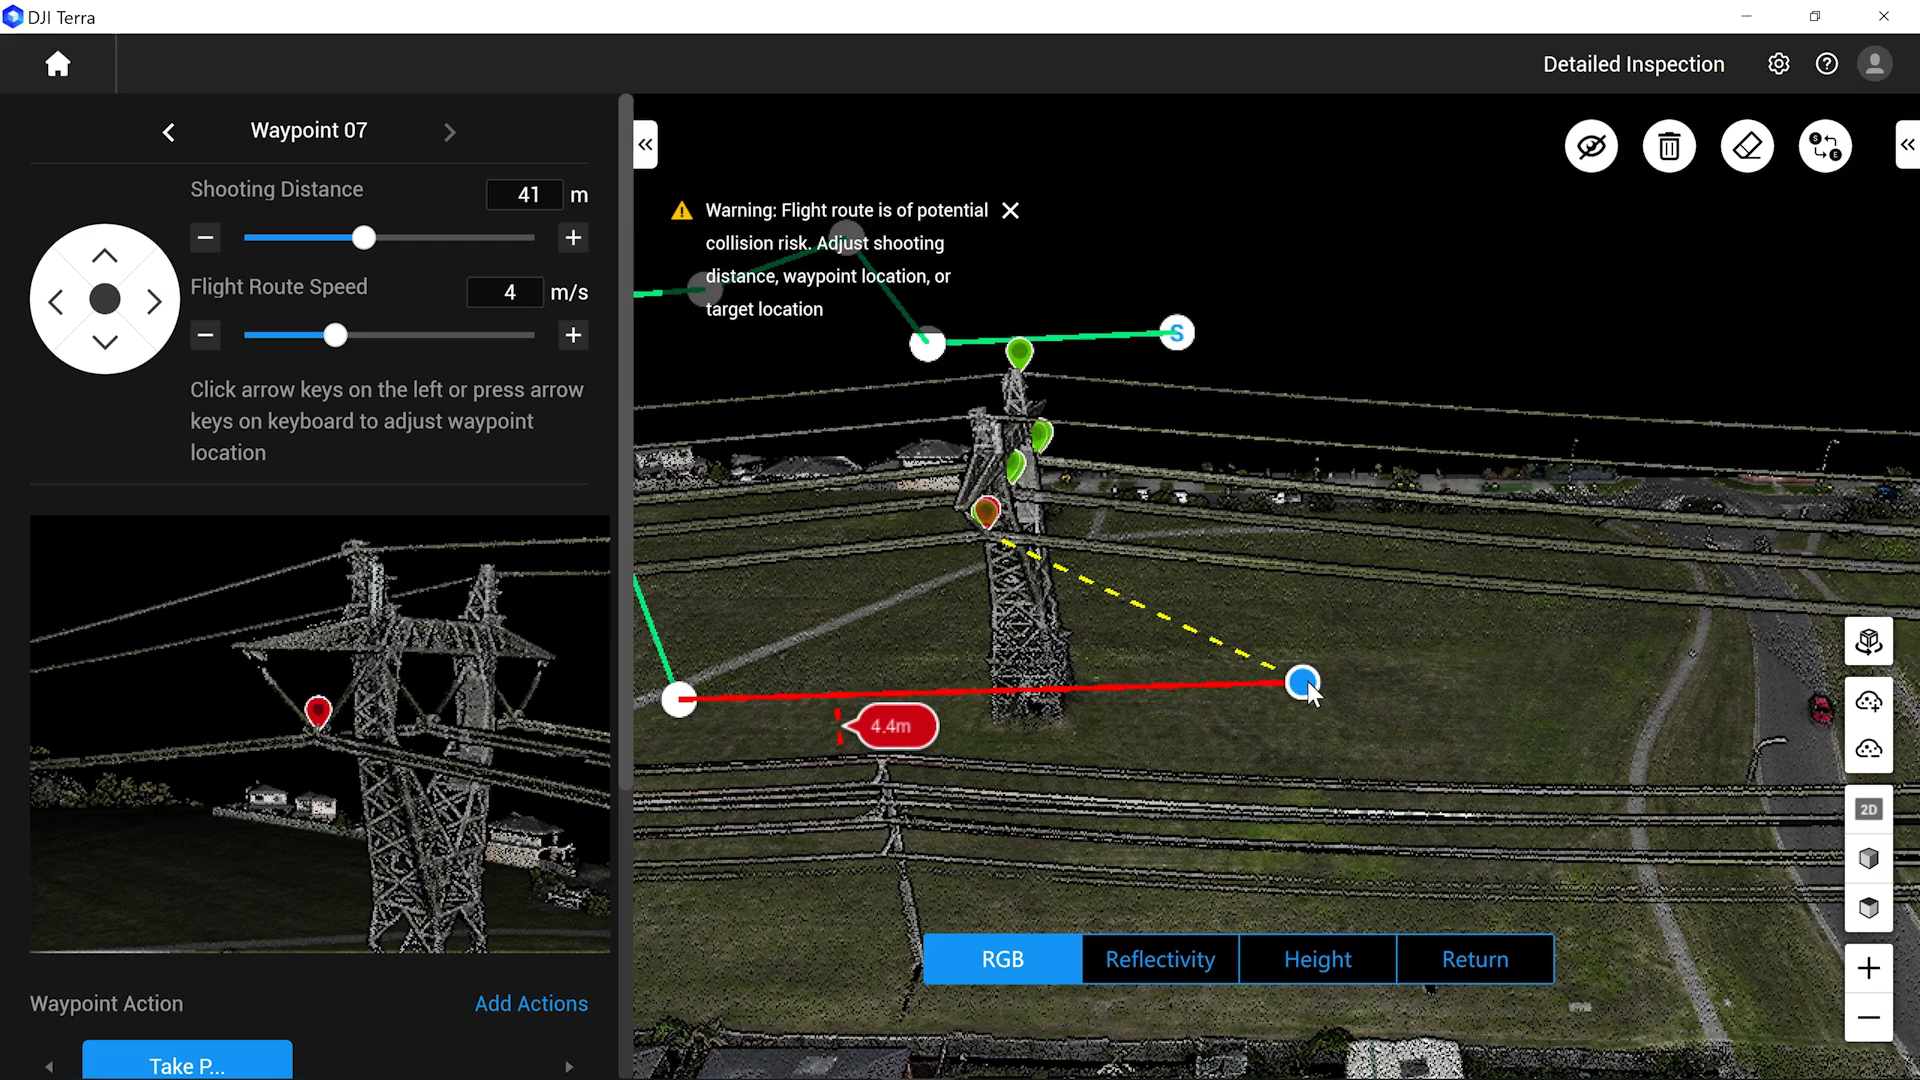 DJI Terra
Detailed Inspection
Waypoint 07
Shooting Distance
41 m
Flight Route Speed
4 m/s
Click arrow keys on the left or press arrow
keys on keyboard to adjust waypoint
location
Waypoint Action
Add Actions
Take P...
Warning: Flight route is of potential
collision risk. Adjust shooting
distance, waypoint location, or
target location
S
E
S
4.4m
2D
RGB
Reflectivity
Height
Return